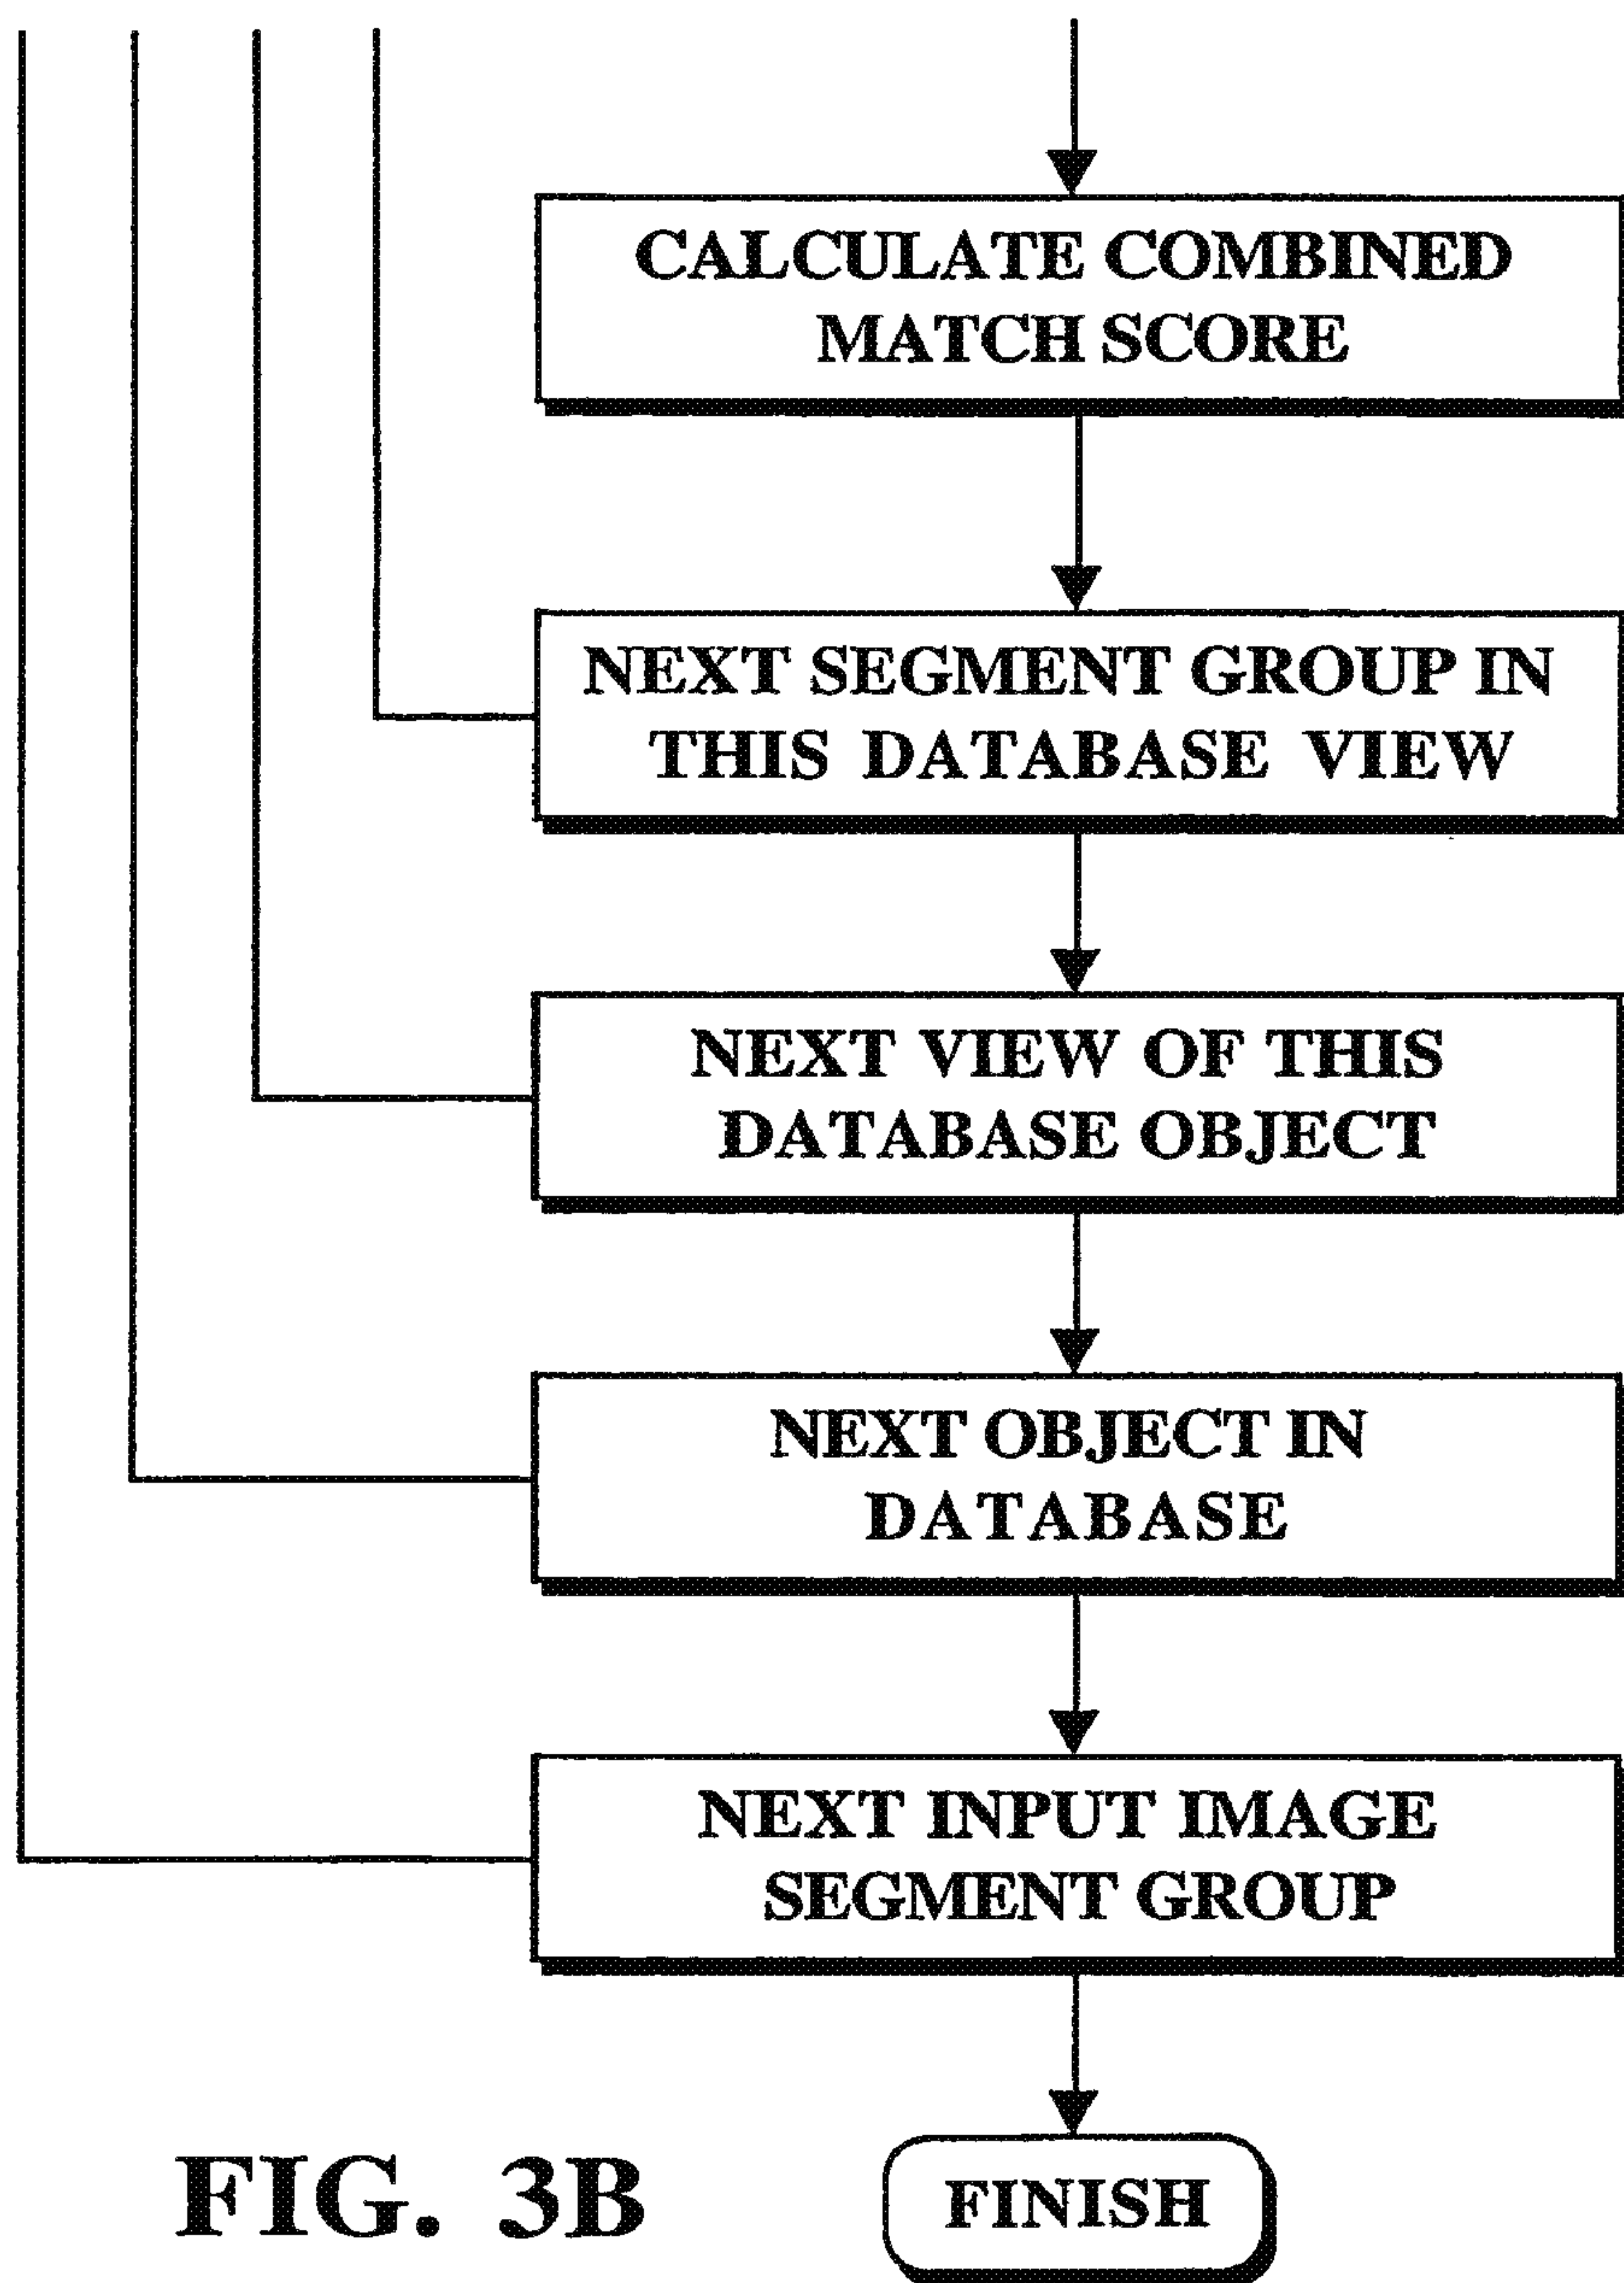 CALCULATE COMBINED
MATCH SCORE
NEXT SEGMENT GROUP IN
THIS DATABASE VIEW
NEXT VIEW OF THIS
DATABASE OBJECT
NEXT OBJECT IN
DATABASE
NEXT INPUT IMAGE
SEGMENT GROUP
FINISH
FIG. 3B